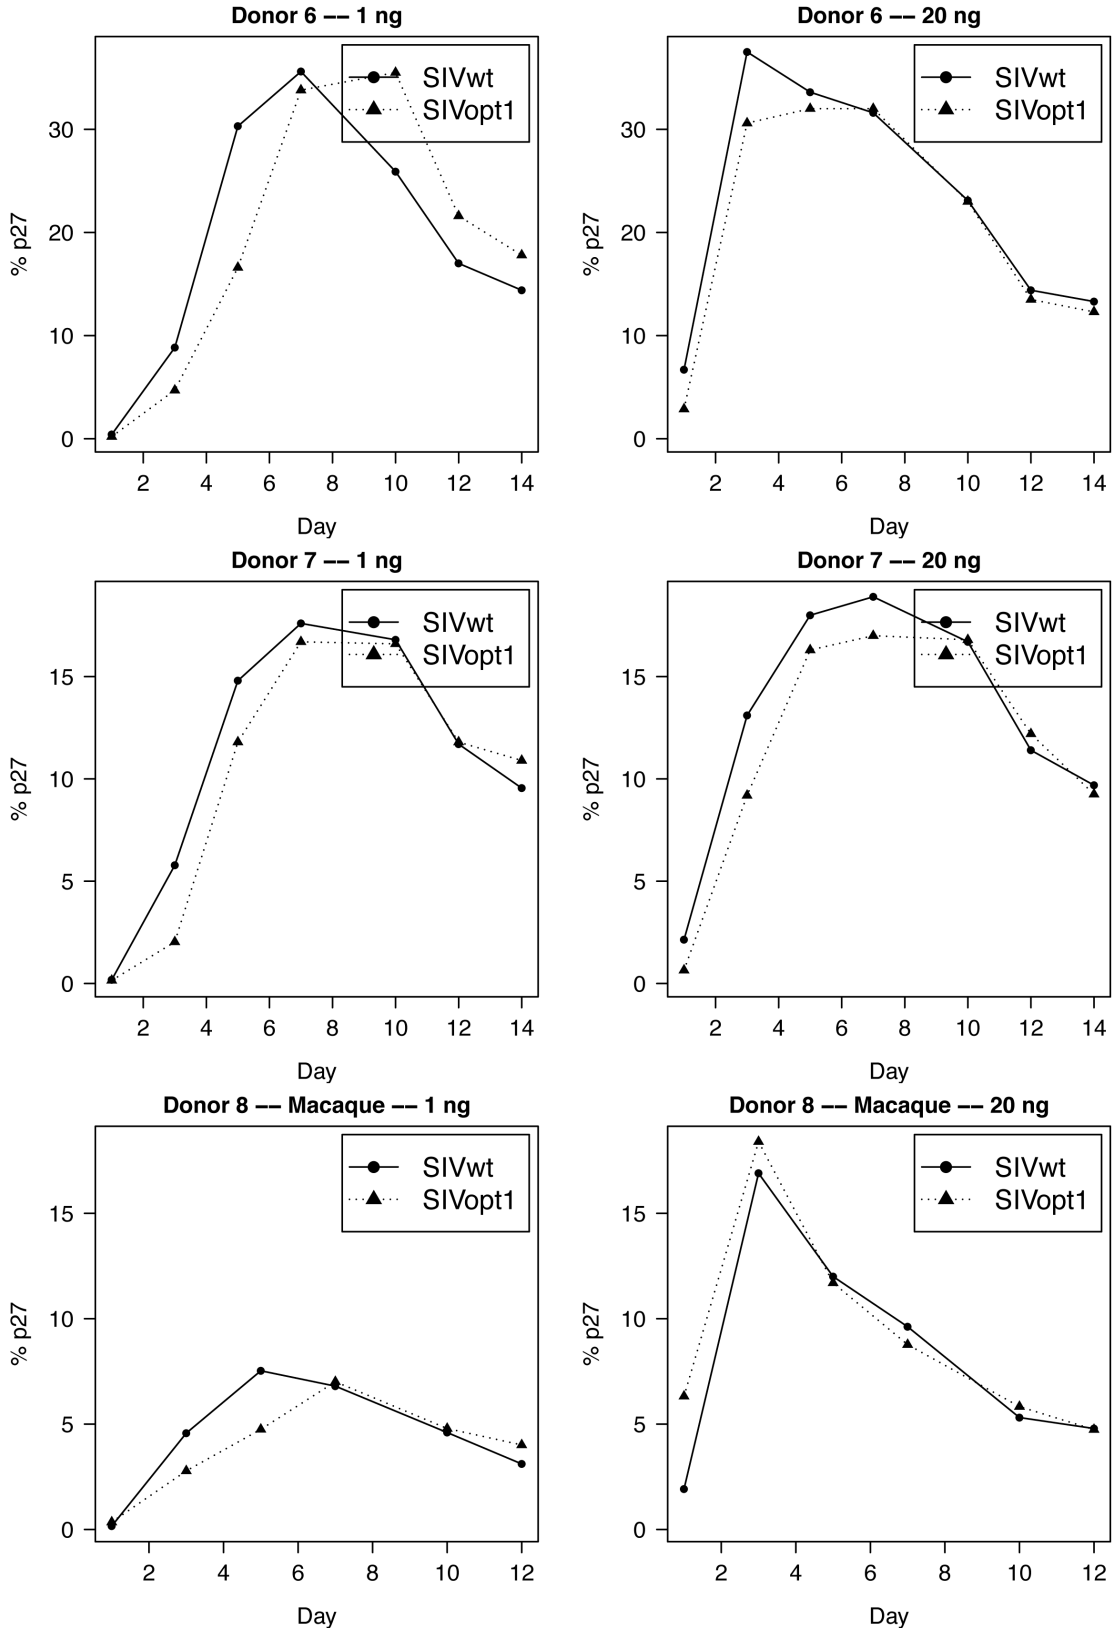 Donor 6 −− 1 ng
SIVwt
SIVopt1
30
20
10
0
% p27
2 4 6 8 10 12 14
Day
Donor 6 −− 20 ng
SIVwt
SIVopt1
30
20
10
0
% p27
2 4 6 8 10 12 14
Day
Donor 7 −− 1 ng
SIVwt
SIVopt1
15
10
5
0
% p27
2 4 6 8 10 12 14
Day
Donor 7 −− 20 ng
SIVwt
SIVopt1
15
10
5
0
% p27
2 4 6 8 10 12 14
Day
Donor 8 −− Macaque −− 1 ng
SIVwt
SIVopt1
15
10
5
0
% p27
2 4 6 8 10 12
Day
Donor 8 −− Macaque −− 20 ng
SIVwt
SIVopt1
15
10
5
0
% p27
2 4 6 8 10 12
Day